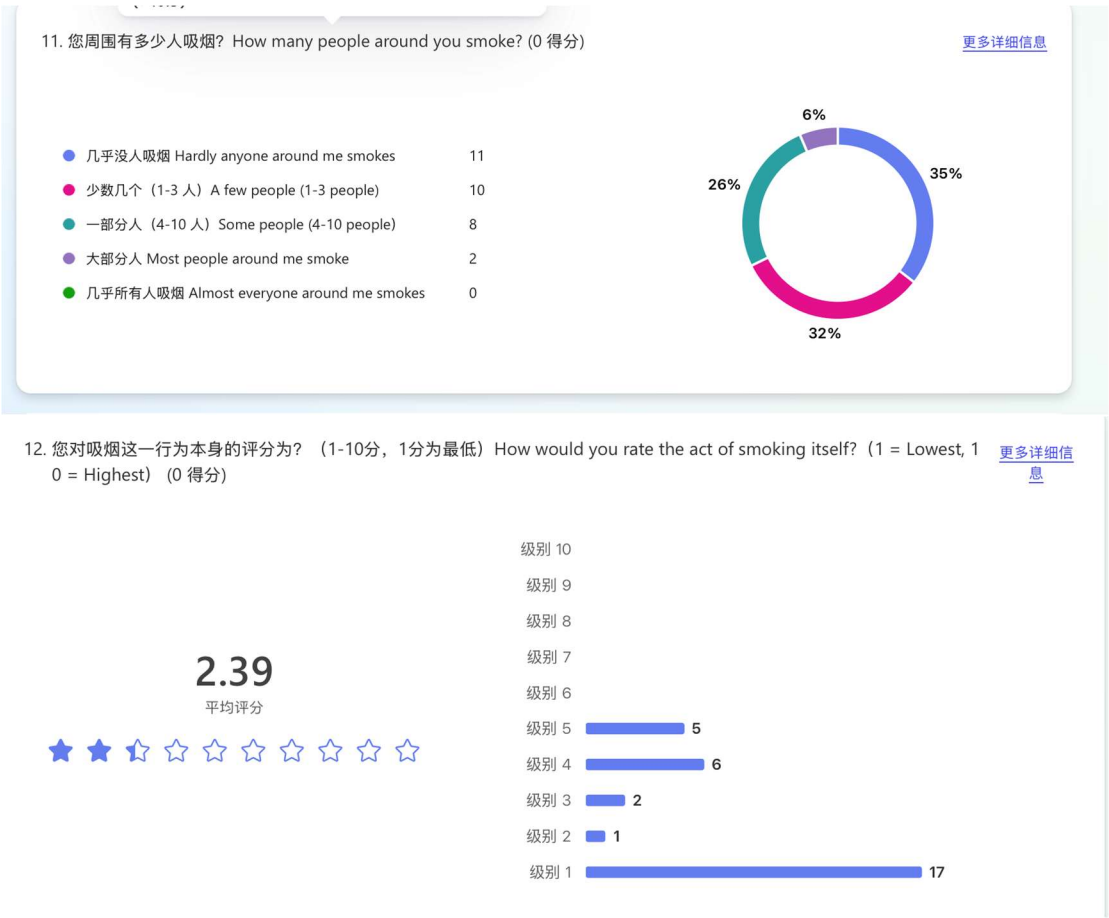 11. 您周围有多少人吸烟？How many people around you smoke? (0 得分)
更多详细信息
几乎没人吸烟 Hardly anyone around me smokes 11
少数几个（1-3 人）A few people (1-3 people) 10
一部分人（4-10 人）Some people (4-10 people) 8
大部分人 Most people around me smoke 2
几乎所有人吸烟 Almost everyone around me smokes 0
6%
35%
26%
32%
12. 您对吸烟这一行为本身的评分为？（1-10分，1分为最低）How would you rate the act of smoking itself?（1 = Lowest, 1
0 = Highest） (0 得分)
更多详细信
息
2.39
平均评分
级别 10
级别 9
级别 8
级别 7
级别 6
级别 5 5
级别 4 6
级别 3 2
级别 2 1
级别 1 17